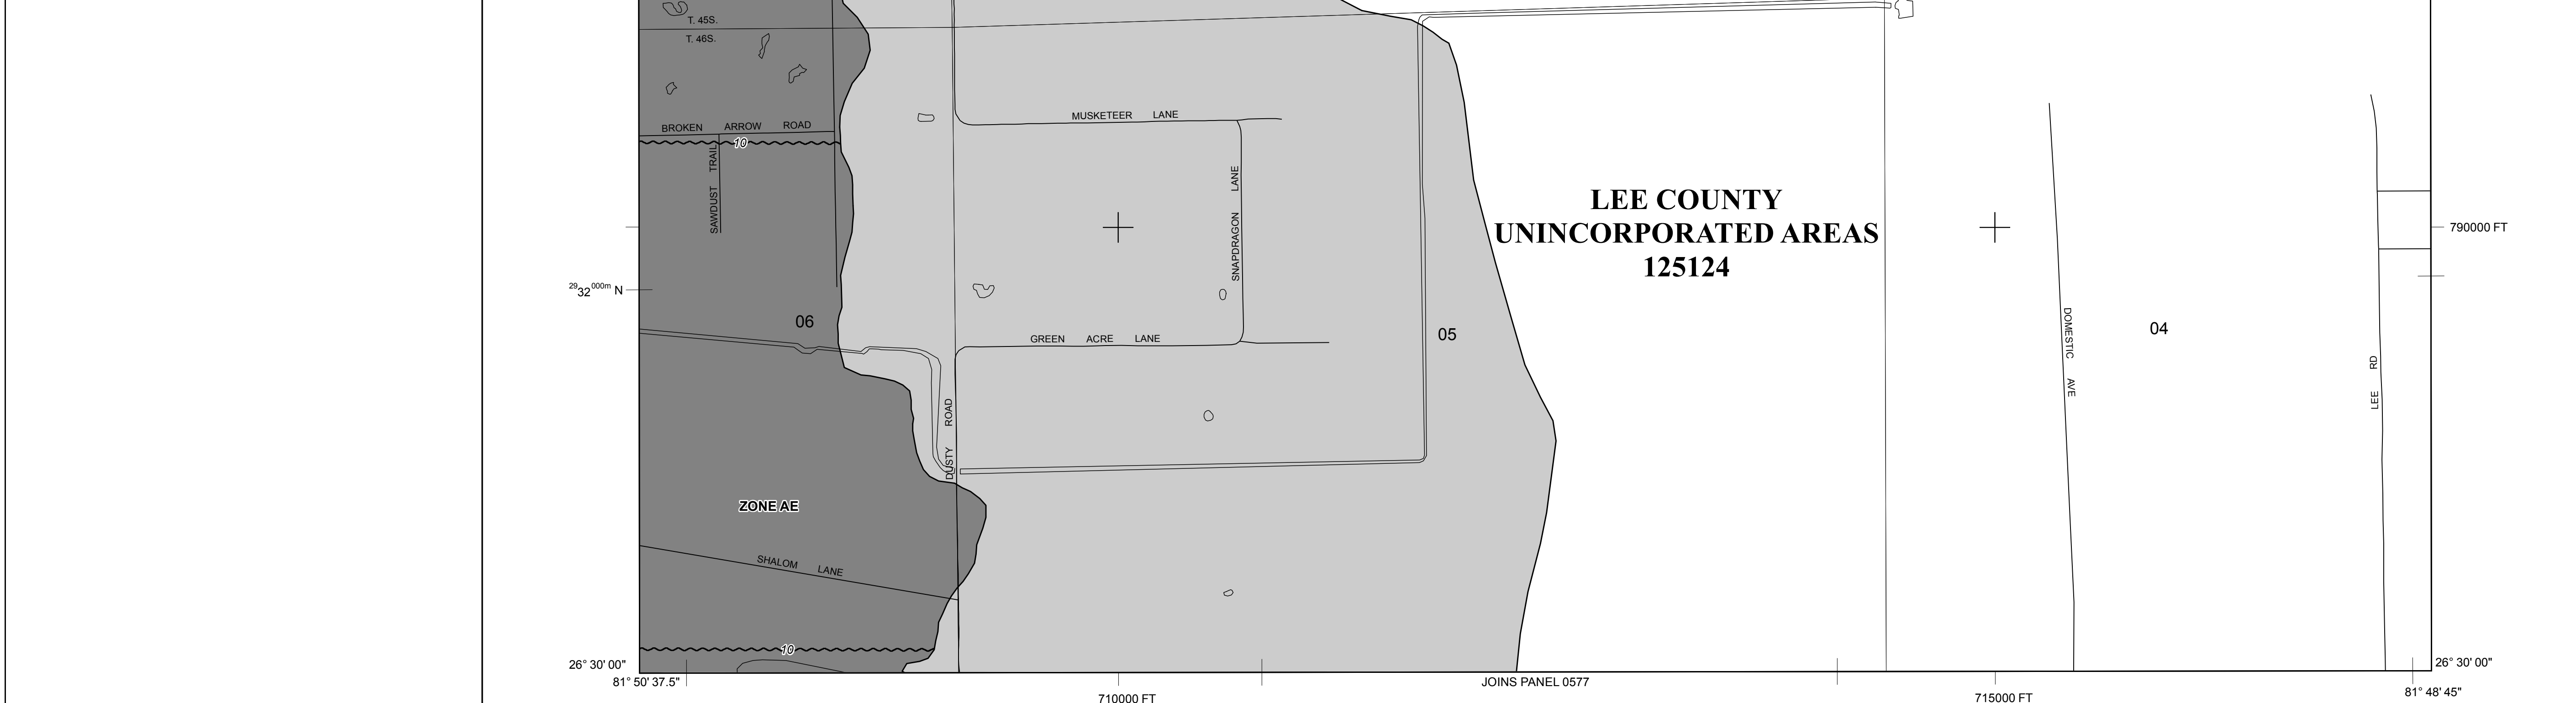 T. 45S.
T. 46S.
BROKEN ARROW ROAD
10
SAWDUST TRAIL
MUSKETEER LANE
SNAPDRAGON LANE
LEE COUNTY
UNINCORPORATED AREAS
125124
790000 FT
29 32 000m N
06
05
04
GREEN ACRE LANE
DOMESTIC AVE
LEE RD
DUSTY ROAD
ZONE AE
SHALOM LANE
10
26° 30' 00"
26° 30' 00"
81° 50' 37.5"
JOINS PANEL 0577
81° 48' 45"
710000 FT
715000 FT